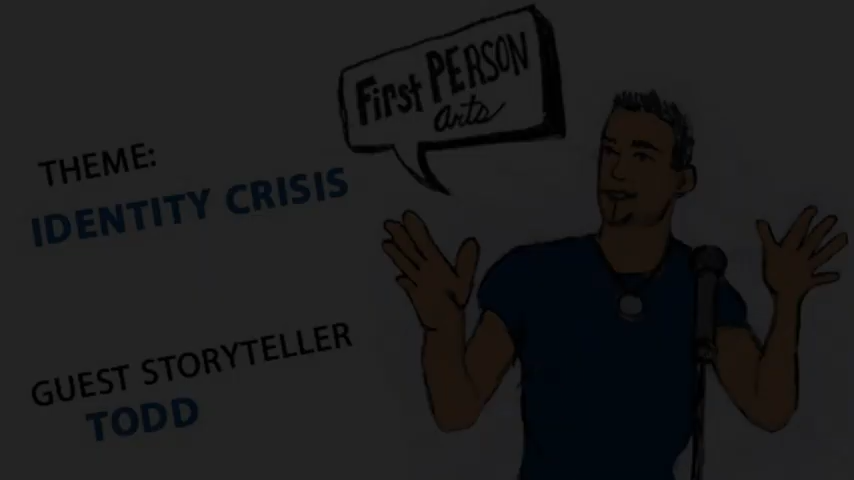 First PERSON
arts
THEME:
IDENTITY CRISIS
GUEST STORYTELLER
TODD